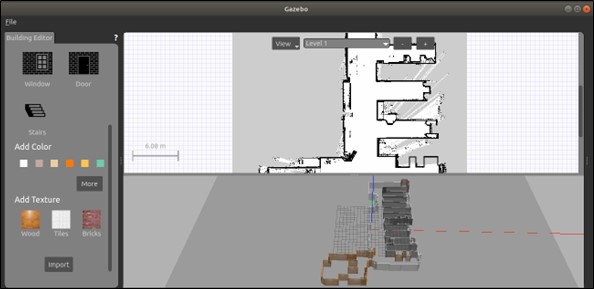 Gazebo
File
Building Editor
?
View
Level 1
-
+
Window
Door
Stairs
6.08 m
Add Color
More
Add Texture
Wood
Tiles
Bricks
Import